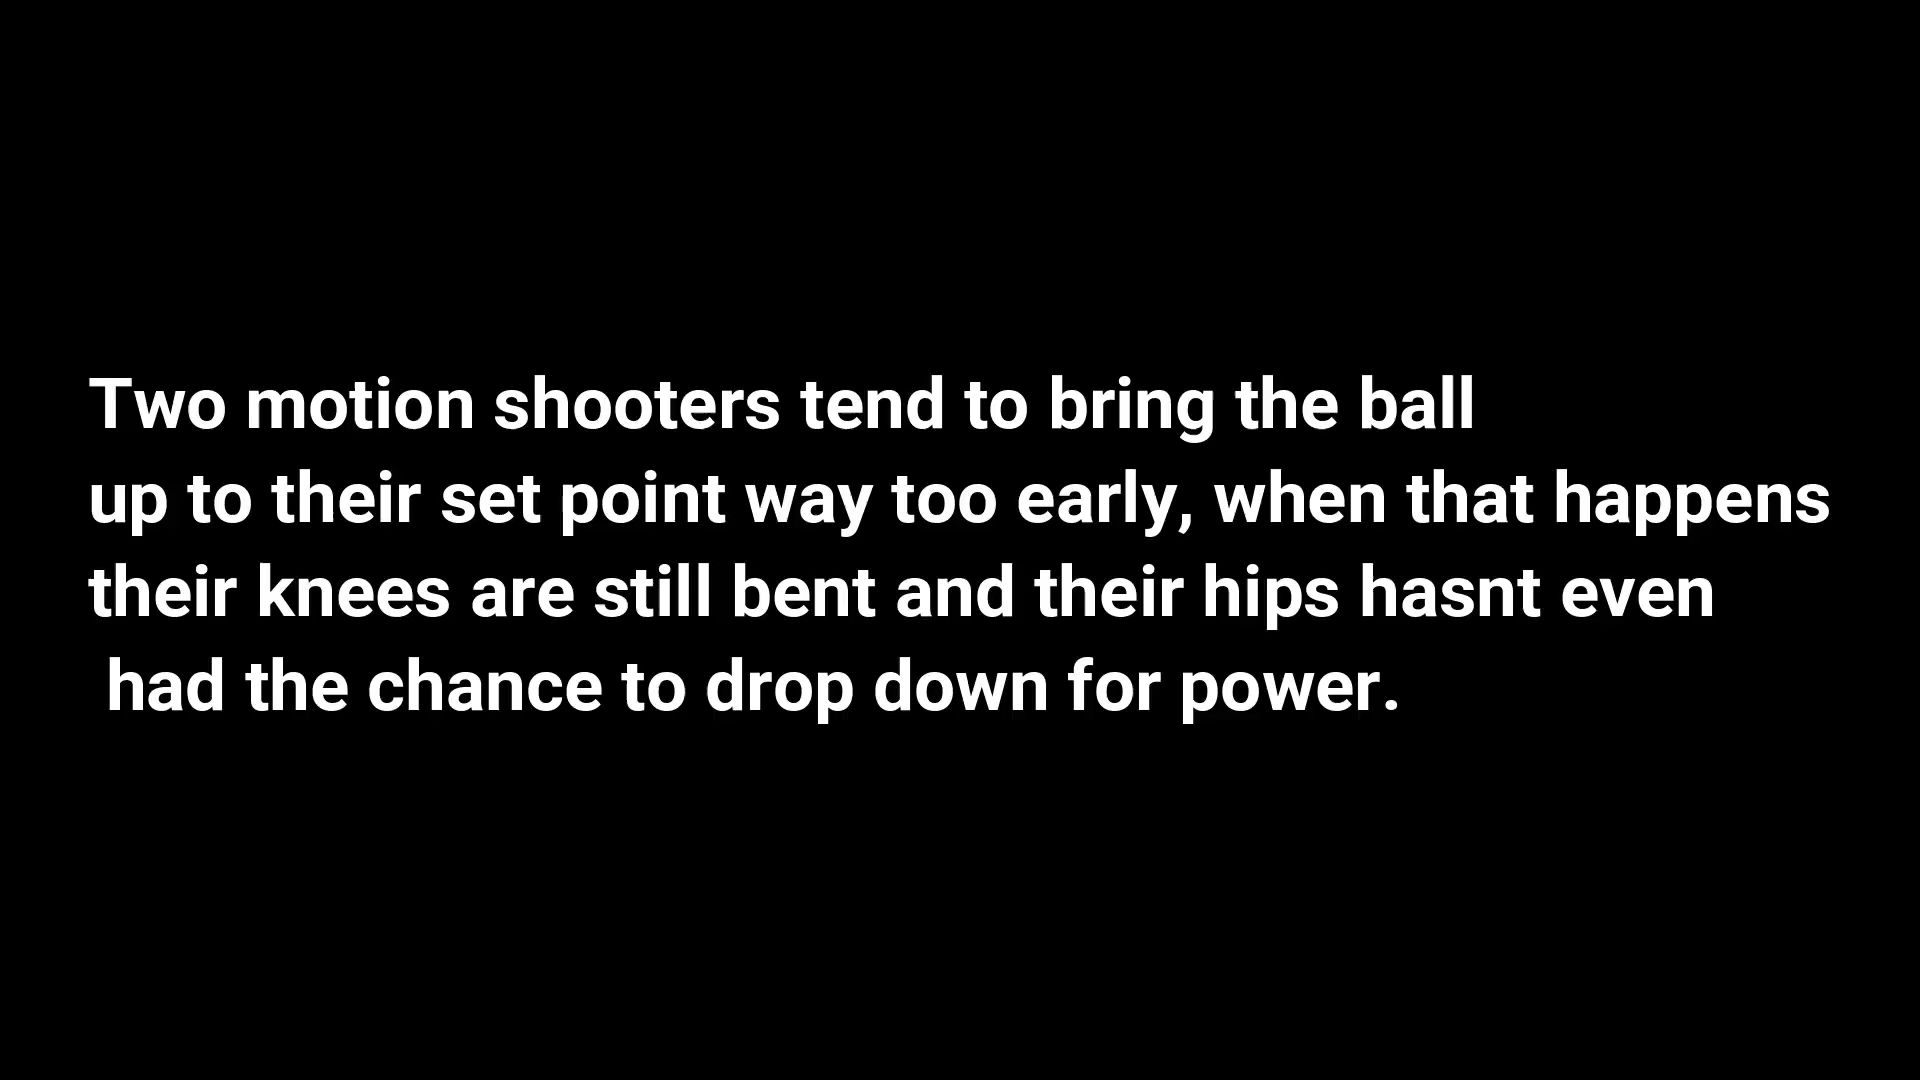 Two motion shooters tend to bring the ball
up to their set point way too early, when that happens
their knees are still bent and their hips hasnt even
had the chance to drop down for power.